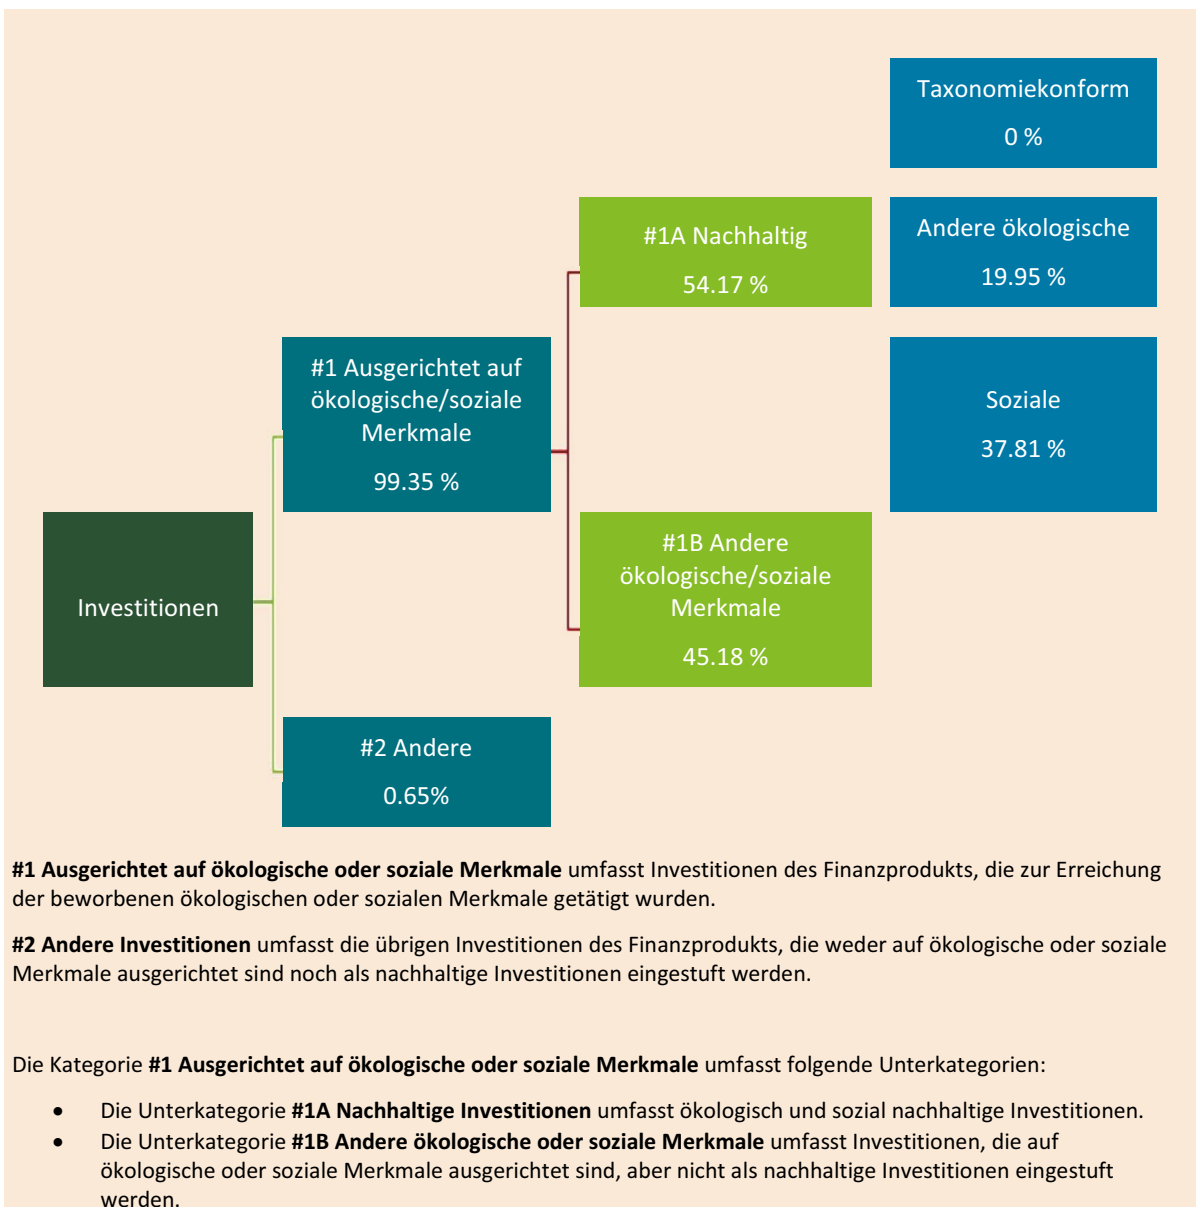 Taxonomiekonform
0 %
#1A Nachhaltig
54.17 %
Andere ökologische
19.95 %
#1 Ausgerichtet auf
ökologische/soziale
Merkmale
99.35 %
Soziale
37.81 %
Investitionen
#1B Andere
ökologische/soziale
Merkmale
45.18 %
#2 Andere
0.65%
#1 Ausgerichtet auf ökologische oder soziale Merkmale umfasst Investitionen des Finanzprodukts, die zur Erreichung
der beworbenen ökologischen oder sozialen Merkmale getätigt wurden.
#2 Andere Investitionen umfasst die übrigen Investitionen des Finanzprodukts, die weder auf ökologische oder soziale
Merkmale ausgerichtet sind noch als nachhaltige Investitionen eingestuft werden.
Die Kategorie #1 Ausgerichtet auf ökologische oder soziale Merkmale umfasst folgende Unterkategorien:
• Die Unterkategorie #1A Nachhaltige Investitionen umfasst ökologisch und sozial nachhaltige Investitionen.
• Die Unterkategorie #1B Andere ökologische oder soziale Merkmale umfasst Investitionen, die auf
ökologische oder soziale Merkmale ausgerichtet sind, aber nicht als nachhaltige Investitionen eingestuft
werden.